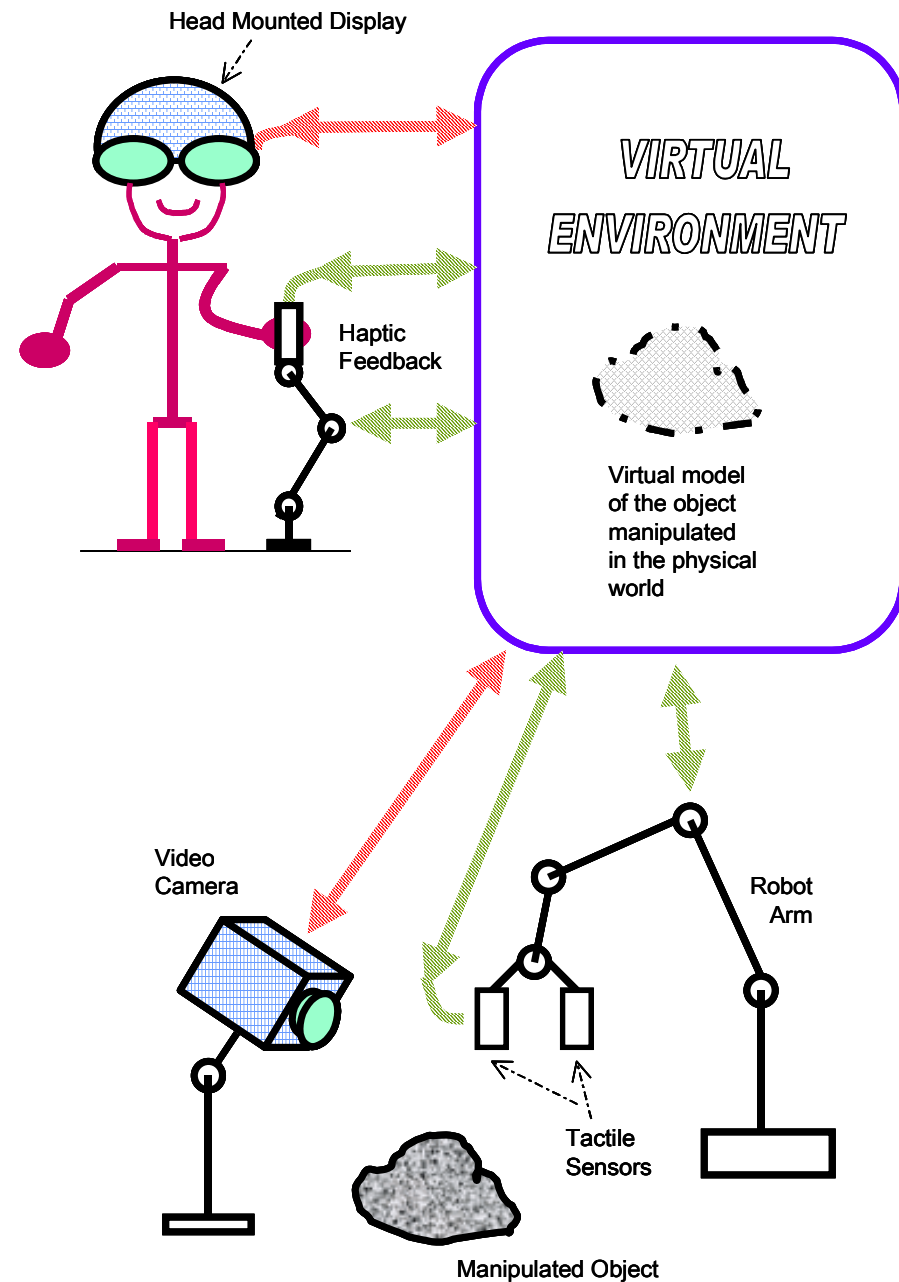 Head Mounted Display
VIRTUAL
ENVIRONMENT
Haptic
Feedback
Virtual model
of the object
manipulated
in the physical
world
Video
Camera
Robot
Arm
Tactile
Sensors
Manipulated Object